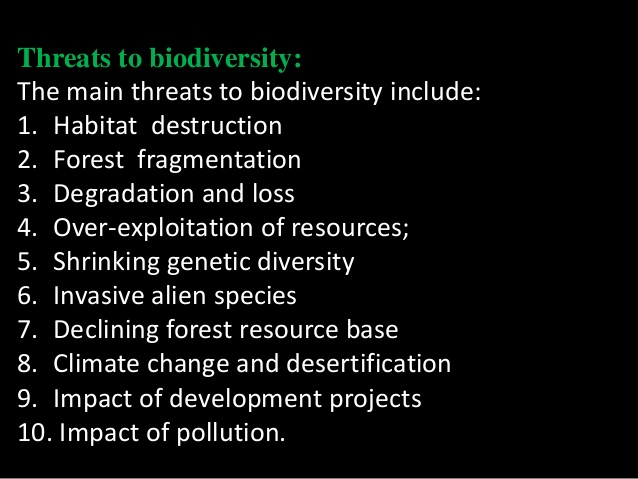 Threats to biodiversity:
The main threats to biodiversity include:
1. Habitat destruction
2. Forest fragmentation
3. Degradation and loss
4. Over-exploitation of resources;
5. Shrinking genetic diversity
6. Invasive alien species
7. Declining forest resource base
8. Climate change and desertification
9. Impact of development projects
10. Impact of pollution.